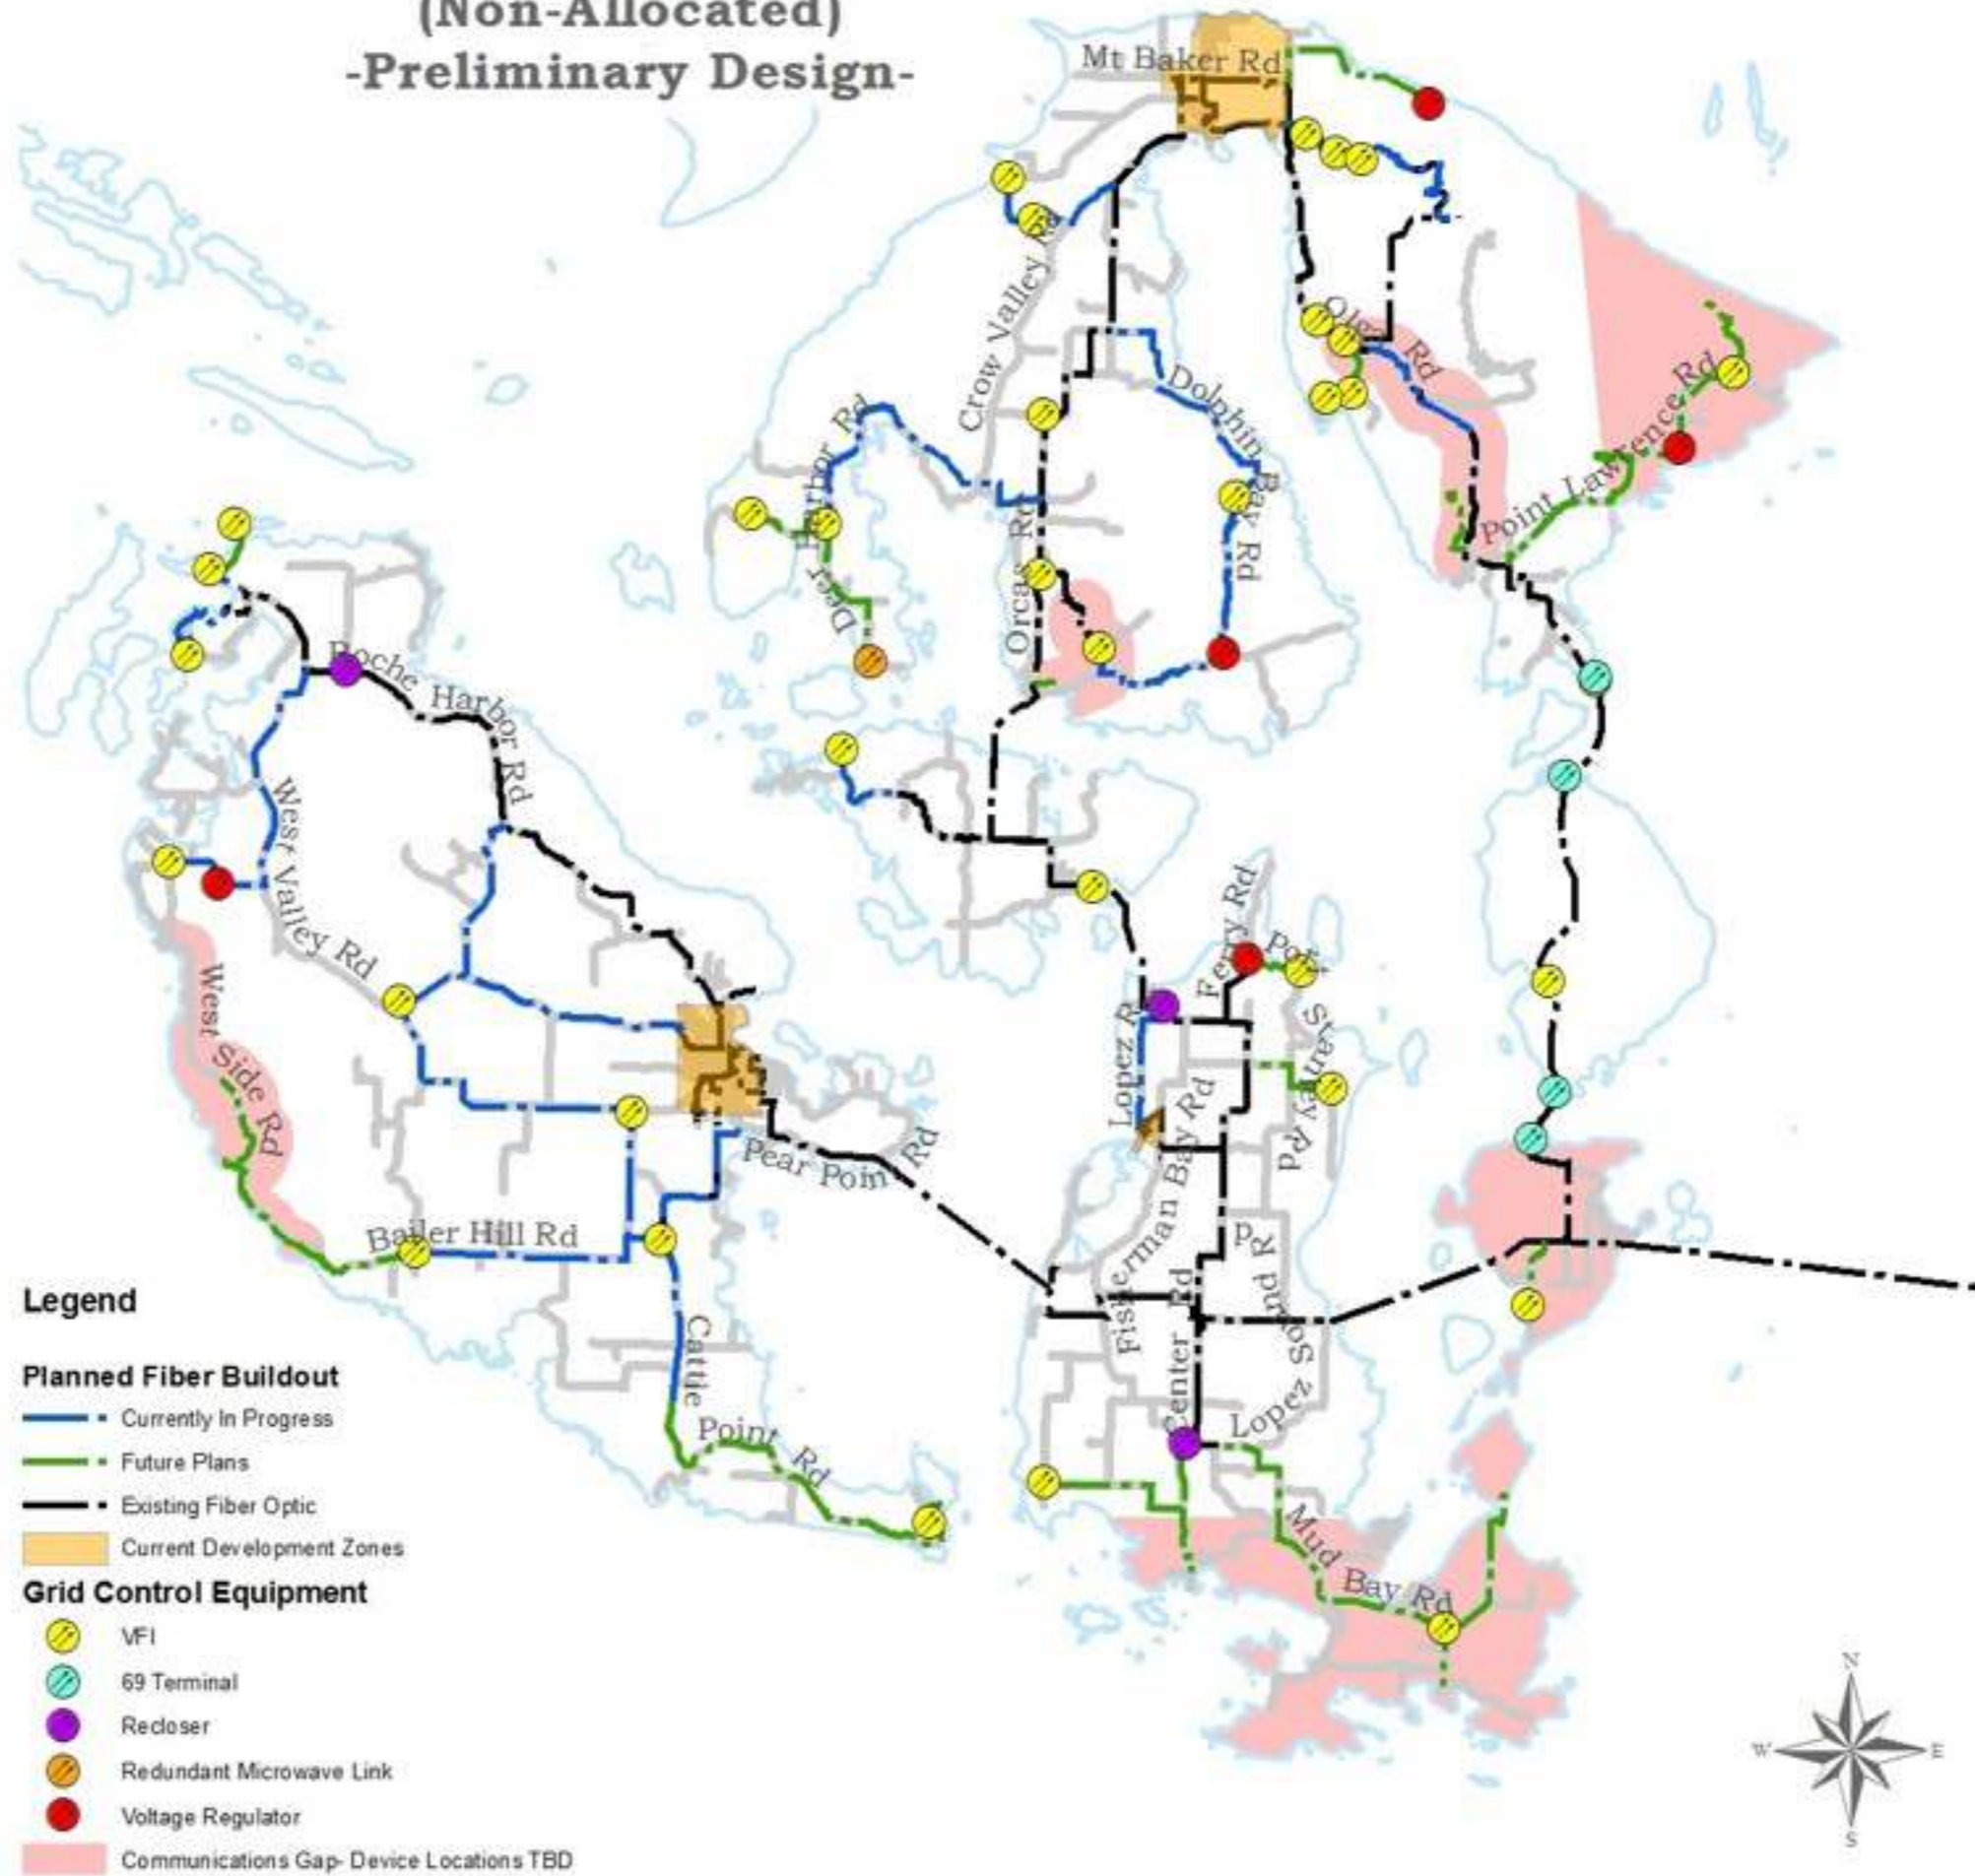 (Non-Allocated)
-Preliminary Design-
Mt Baker Rd
Crow Valley Rd
Olga Rd
Dolphin Bay Rd
Deer Harbor Rd
Orcas Rd
Point Lawrence Rd
Roche Harbor Rd
West Valley Rd
West Side Rd
Ferry Rd
Port Stanley Rd
Lopez R
Fisherman Bay Rd
Pear Poin Rd
Bailer Hill Rd
Center Rd
Lopez Sound Rd
Cattle Point Rd
Mud Bay Rd
Legend
Planned Fiber Buildout
Currently In Progress
Future Plans
Existing Fiber Optic
Current Development Zones
Grid Control Equipment
VFI
69 Terminal
Recloser
Redundant Microwave Link
Voltage Regulator
Communications Gap- Device Locations TBD
N
W E
S